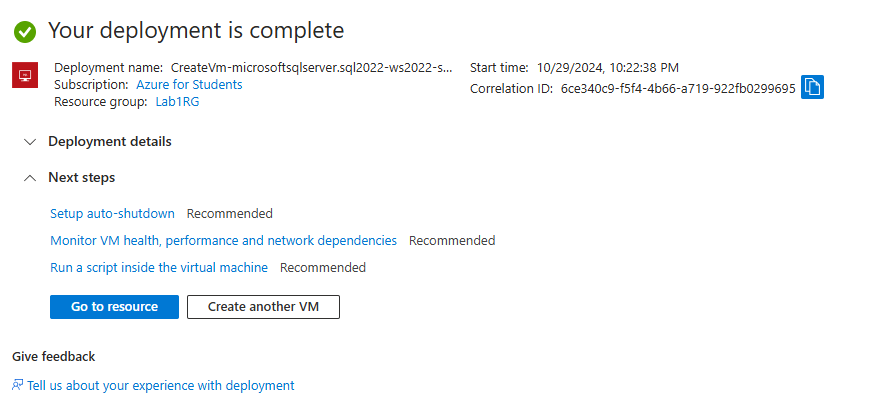 Your deployment is complete
Deployment name: CreateVm-microsoftsqlserver.sql2022-ws2022-s... Start time: 10/29/2024, 10:22:38 PM
Subscription: Azure for Students Correlation ID: 6ce340c9-f5f4-4b66-a719-922fb0299695
Resource group: Lab1RG
Deployment details
Next steps
Setup auto-shutdown Recommended
Monitor VM health, performance and network dependencies Recommended
Run a script inside the virtual machine Recommended
Go to resource Create another VM
Give feedback
Tell us about your experience with deployment